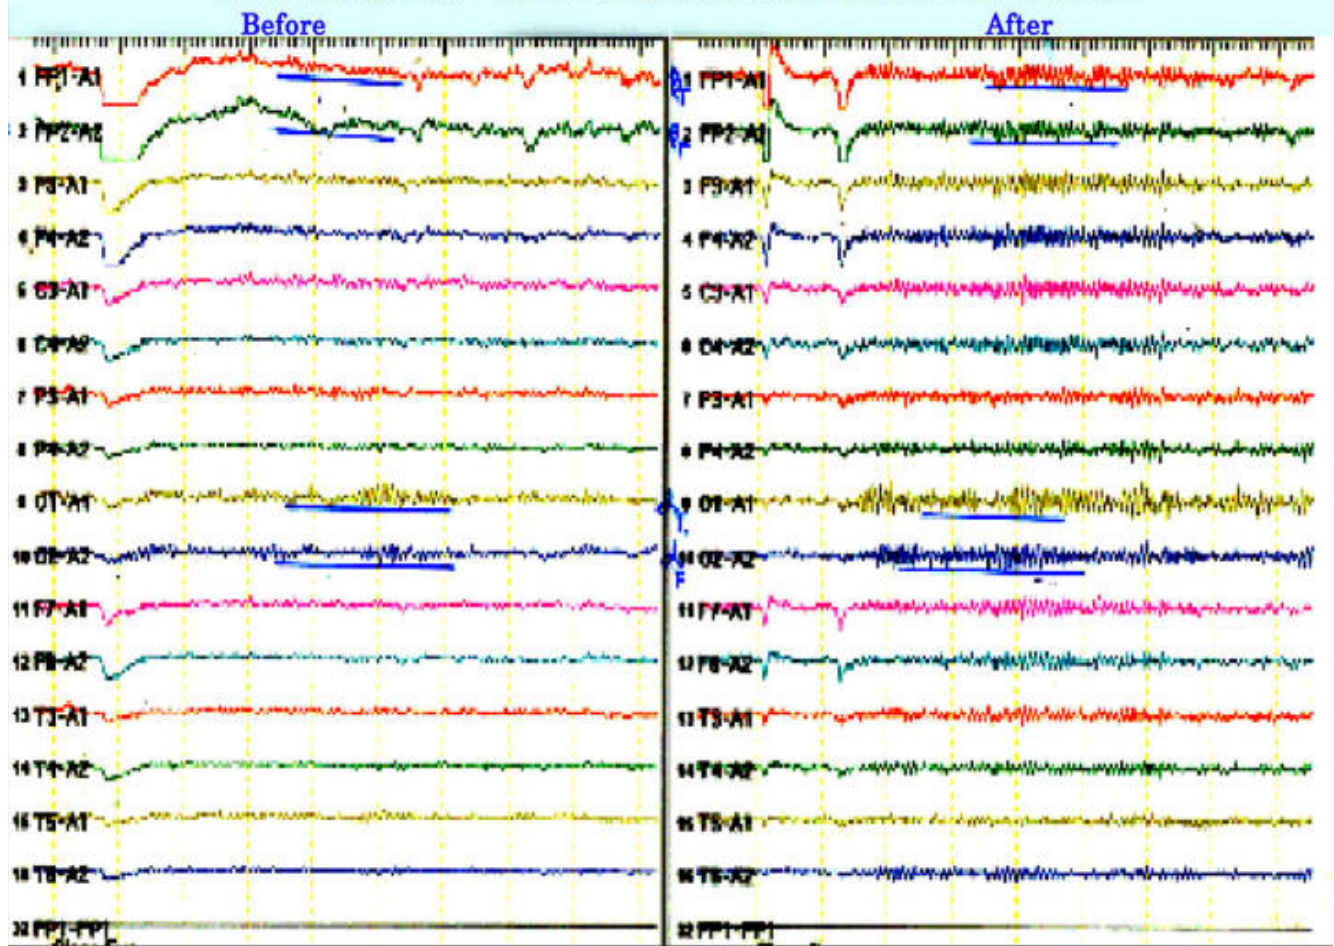 Before
After
1 FP1-A1
2 FP2-A2
3 F3-A1
4 F4-A2
5 C3-A1
6 C4-A2
7 P3-A1
8 P4-A2
9 O1-A1
10 O2-A2
11 F7-A1
12 F8-A2
13 T3-A1
14 T4-A2
15 T5-A1
16 T6-A2
32 FP1-FP1
1 FP1-A1
2 FP2-A1
3 F3-A1
4 F4-A2
5 C3-A1
6 C4-A2
7 P3-A1
8 P4-A2
9 O1-A1
10 O2-A2
11 F7-A1
12 F8-A2
13 T3-A1
14 T4-A2
15 T5-A1
16 T6-A2
32 FP1-FP1